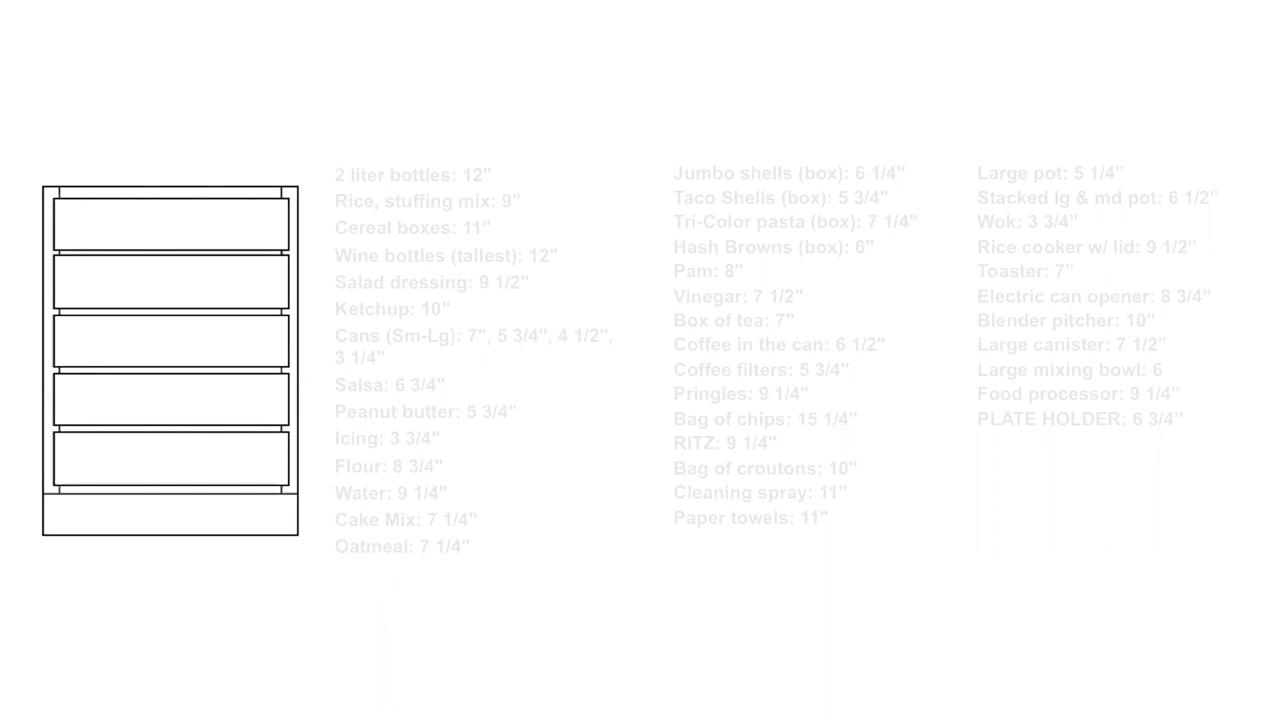 2 liter bottles: 12"
Rice, stuffing mix: 9"
Cereal boxes: 11"
Wine bottles (tallest): 12"
Salad dressing: 9 1/2"
Ketchup: 10"
Cans (Sm-Lg): 7", 5 3/4", 4 1/2",
3 1/4"
Salsa: 6 3/4"
Peanut butter: 5 3/4"
Icing: 3 3/4"
Flour: 8 3/4"
Water: 9 1/4"
Cake Mix: 7 1/4"
Oatmeal: 7 1/4"
Jumbo shells (box): 6 1/4"
Taco Shells (box): 5 3/4"
Tri-Color pasta (box): 7 1/4"
Hash Browns (box): 6"
Pam: 8"
Vinegar: 7 1/2"
Box of tea: 7"
Coffee in the can: 6 1/2"
Coffee filters: 5 3/4"
Pringles: 9 1/4"
Bag of chips: 15 1/4"
RITZ: 9 1/4"
Bag of croutons: 10"
Cleaning spray: 11"
Paper towels: 11"
Large pot: 5 1/4”
Stacked lg & md pot: 6 1/2”
Wok: 3 3/4”
Rice cooker w/ lid: 9 1/2”
Toaster: 7”
Electric can opener: 8 3/4”
Blender pitcher: 10”
Large canister: 7 1/2”
Large mixing bowl: 6
Food processor: 9 1/4”
PLATE HOLDER: 6 3/4”